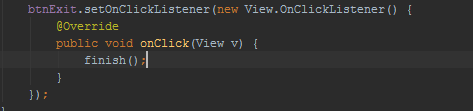 btnExit.setOnClickListener(new View.OnClickListener() {
    @Override
    public void onClick(View v) {
        finish();
    }
});